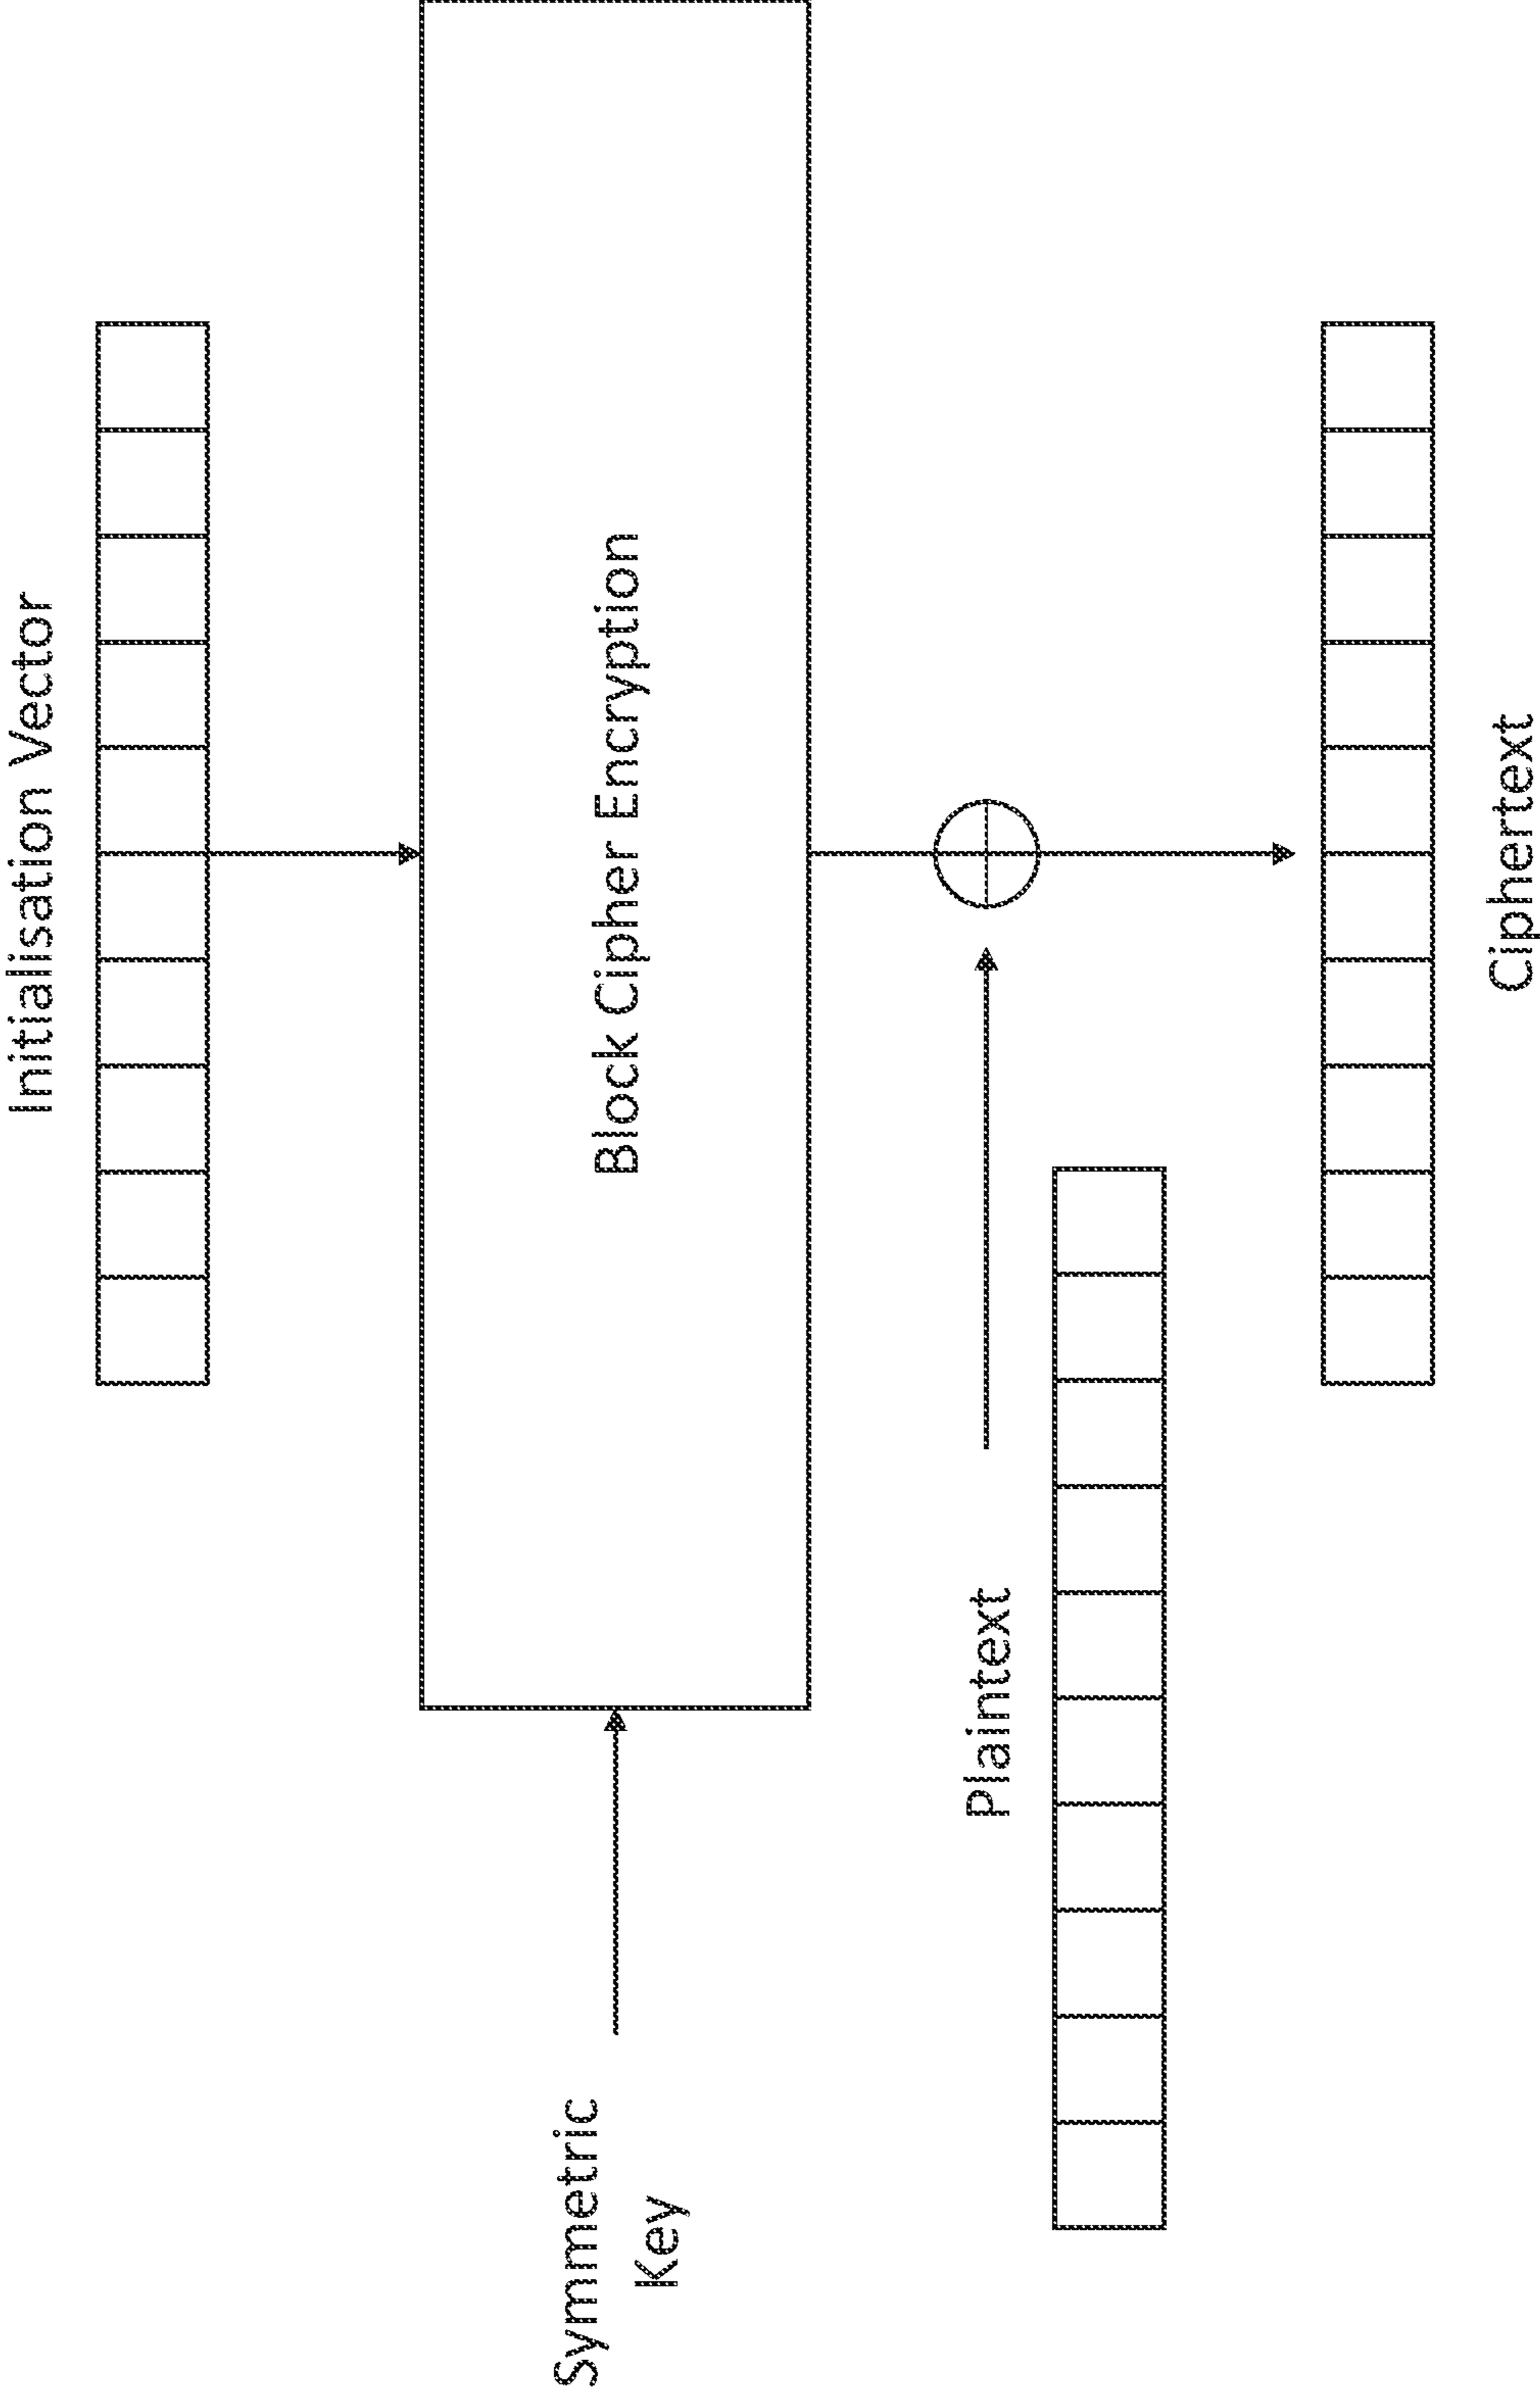 Initialisation Vector
Symmetric
Key
Block Cipher Encryption
Plaintext
Ciphertext